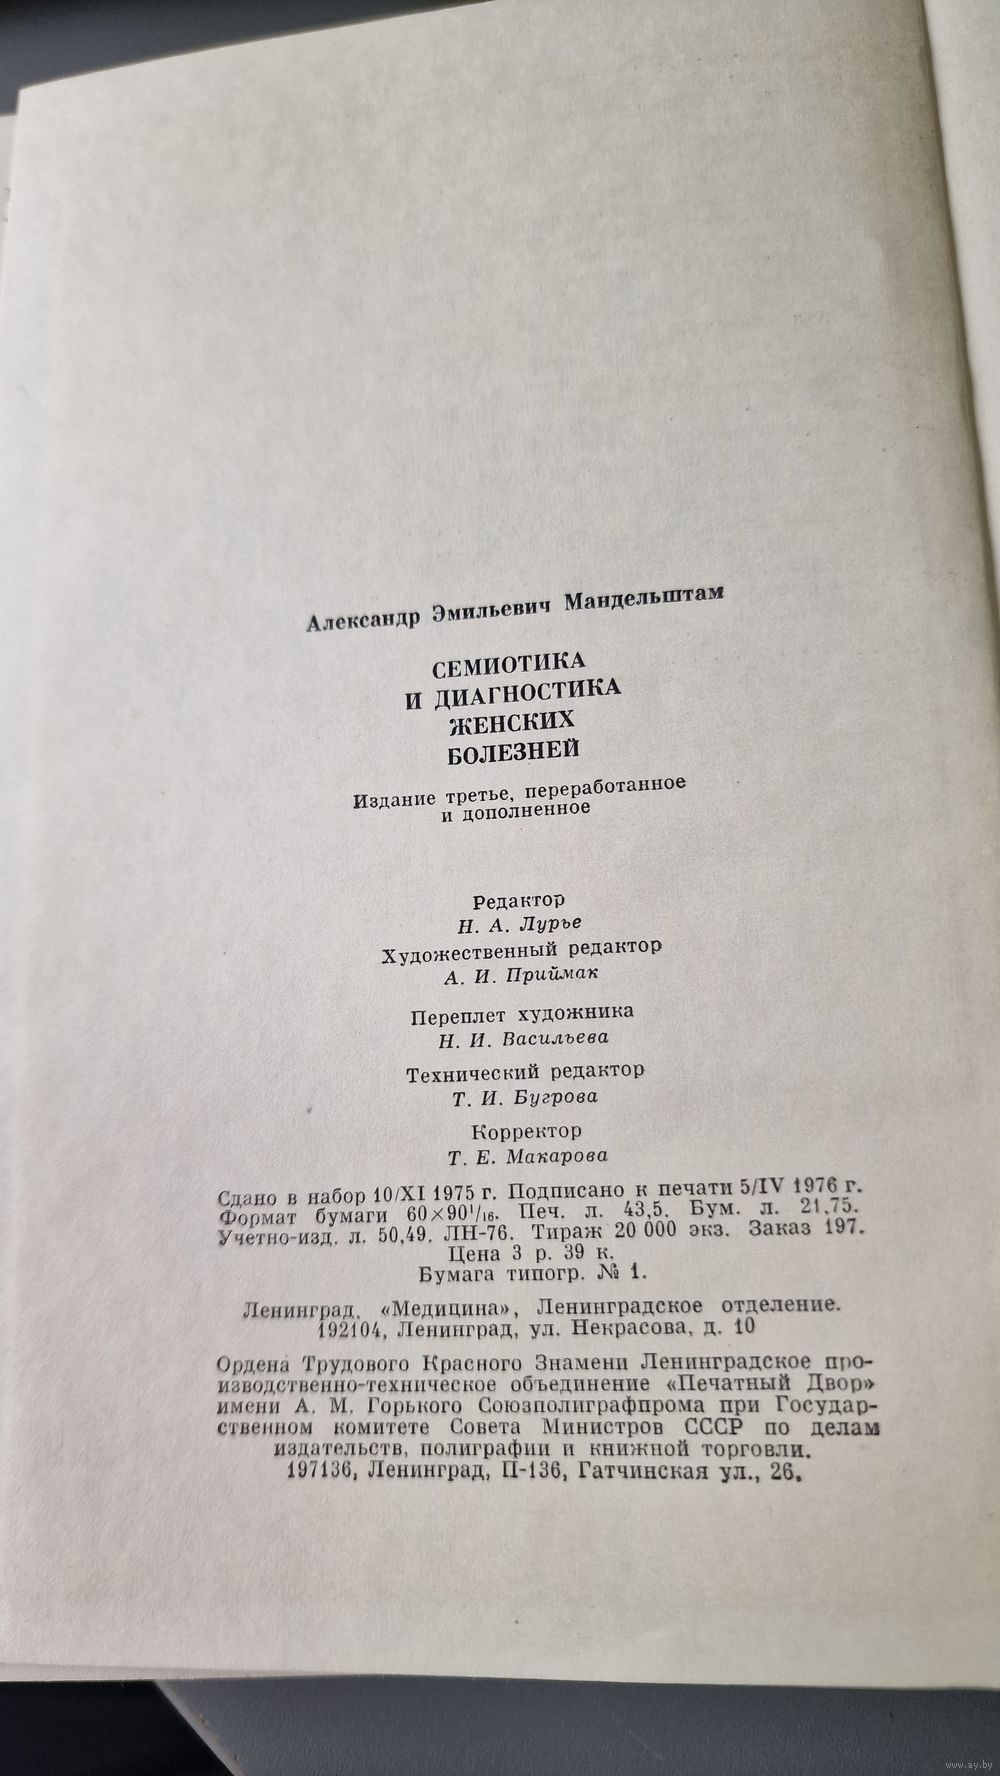 Александр Эмильевич Мандельштам
СЕМИОТИКА
И ДИАГНОСТИКА
ЖЕНСКИХ
БОЛЕЗНЕЙ
Издание третье, переработанное
и дополненное
Редактор
Н. А. Лурье
Художественный редактор
А. И. Приймак
Переплет художника
Н. И. Васильева
Технический редактор
Т. И. Бугрова
Корректор
Т. Е. Макарова
Сдано в набор 10/XI 1975 г. Подписано к печати 5/IV 1976 г.
Формат бумаги 60×90¹/₁₆. Печ. л. 43,5. Бум. л. 21,75.
Учетно-изд. л. 50,49. ЛН-76. Тираж 20 000 экз. Заказ 197.
Цена 3 р. 39 к.
Бумага типогр. № 1.
Ленинград, «Медицина», Ленинградское отделение.
192104, Ленинград, ул. Некрасова, д. 10
Ордена Трудового Красного Знамени Ленинградское про-
изводственно-техническое объединение «Печатный Двор»
имени А. М. Горького Союзполиграфпрома при Государ-
ственном комитете Совета Министров СССР по делам
издательств, полиграфии и книжной торговли.
197136, Ленинград, П-136, Гатчинская ул., 26.
www.ay.by